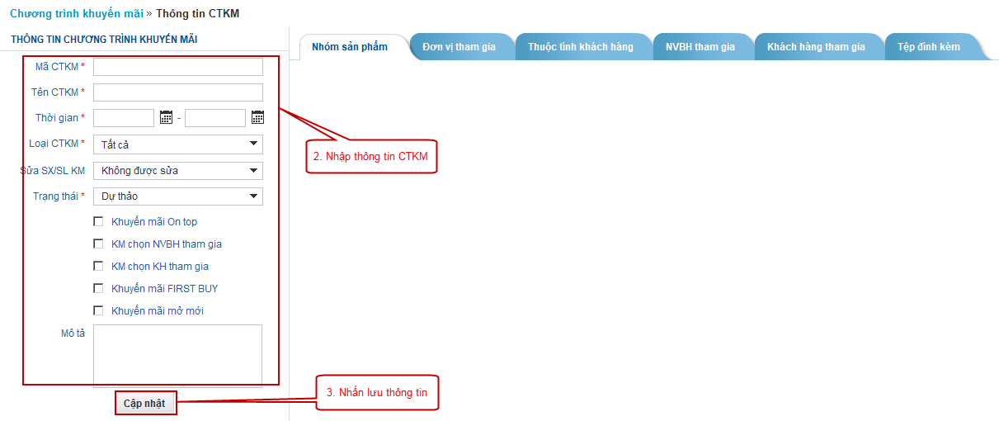 Chương trình khuyến mãi » Thông tin CTKM
THÔNG TIN CHƯƠNG TRÌNH KHUYẾN MÃI
Nhóm sản phẩm
Đơn vị tham gia
Thuộc tính khách hàng
NVBH tham gia
Khách hàng tham gia
Tệp đính kèm
Mã CTKM *
Tên CTKM *
Thời gian *
-
Loại CTKM *
Tất cả
2. Nhập thông tin CTKM
Sửa SX/SL KM
Không được sửa
Trạng thái *
Dự thảo
Khuyến mãi On top
KM chọn NVBH tham gia
KM chọn KH tham gia
Khuyến mãi FIRST BUY
Khuyến mãi mở mới
Mô tả
3. Nhấn lưu thông tin
Cập nhật